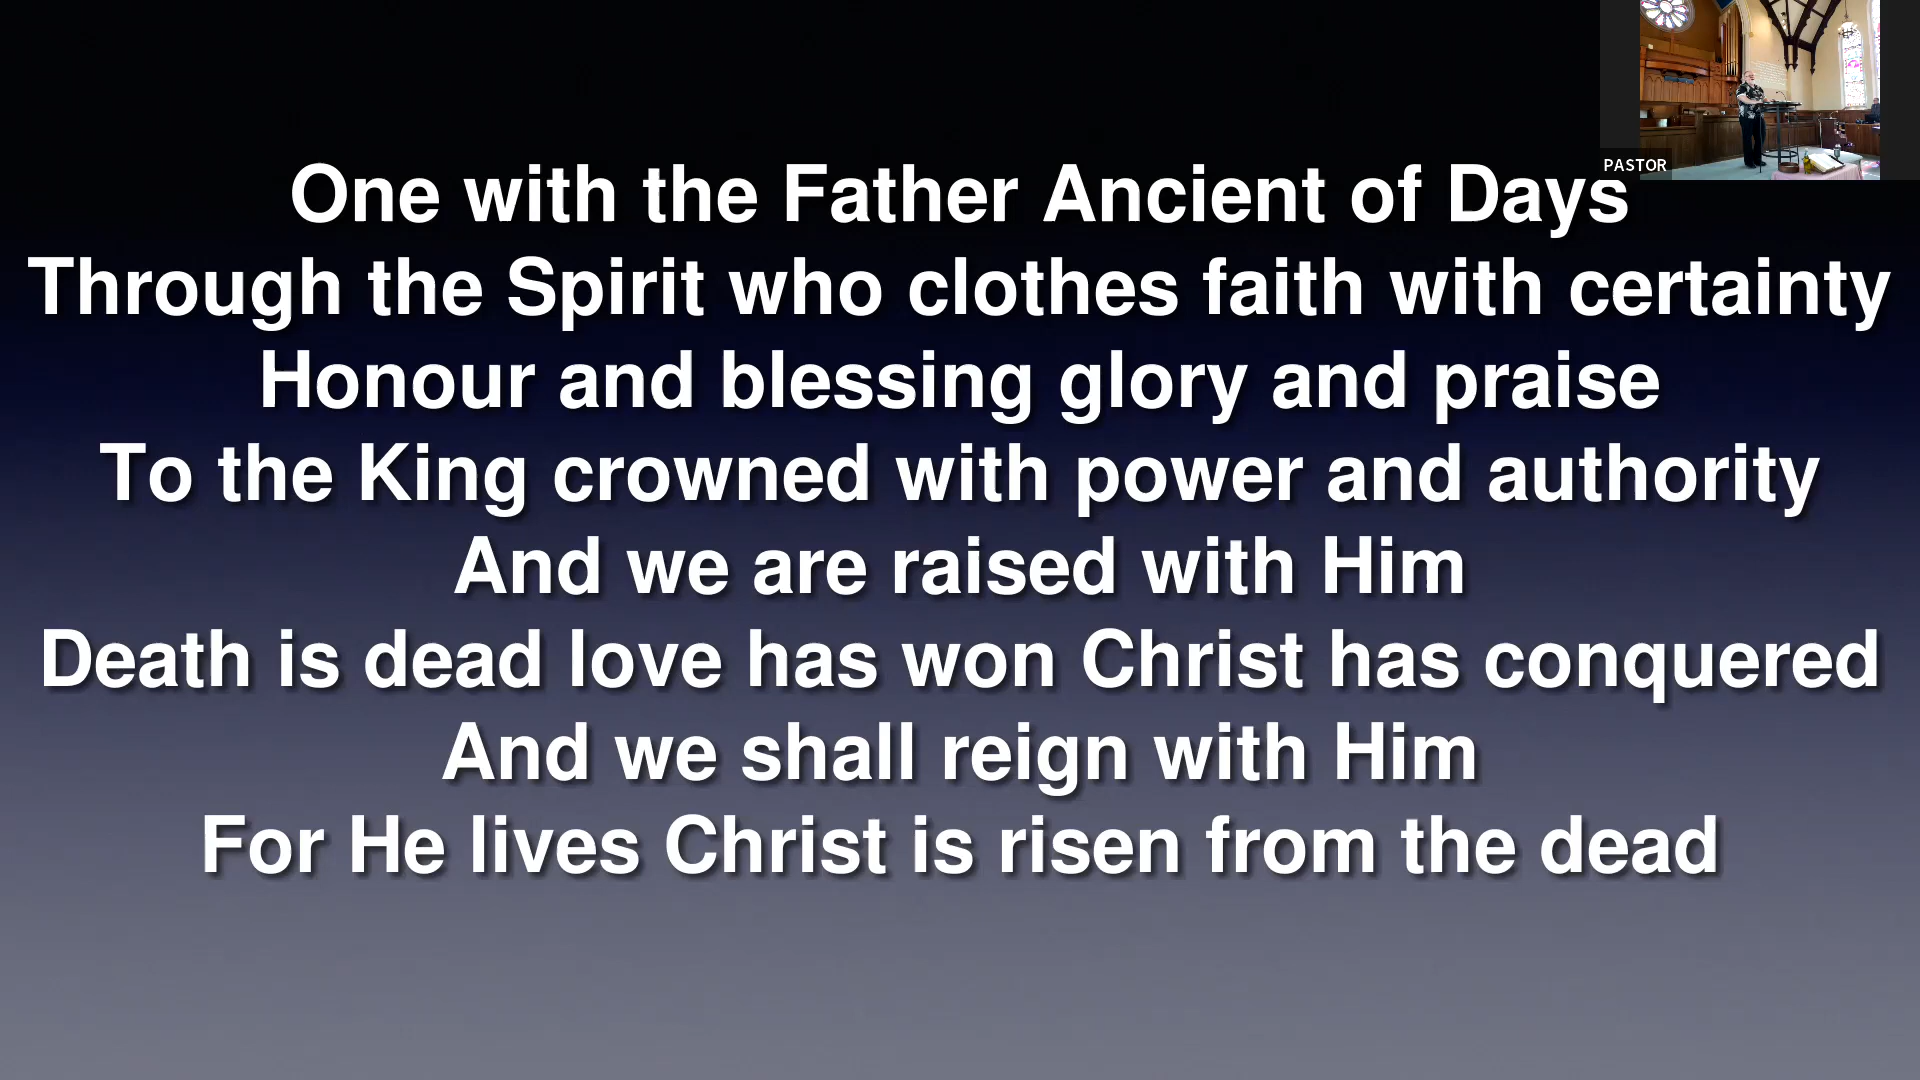 PASTOR
One with the Father Ancient of Days
Through the Spirit who clothes faith with certainty
Honour and blessing glory and praise
To the King crowned with power and authority
And we are raised with Him
Death is dead love has won Christ has conquered
And we shall reign with Him
For He lives Christ is risen from the dead